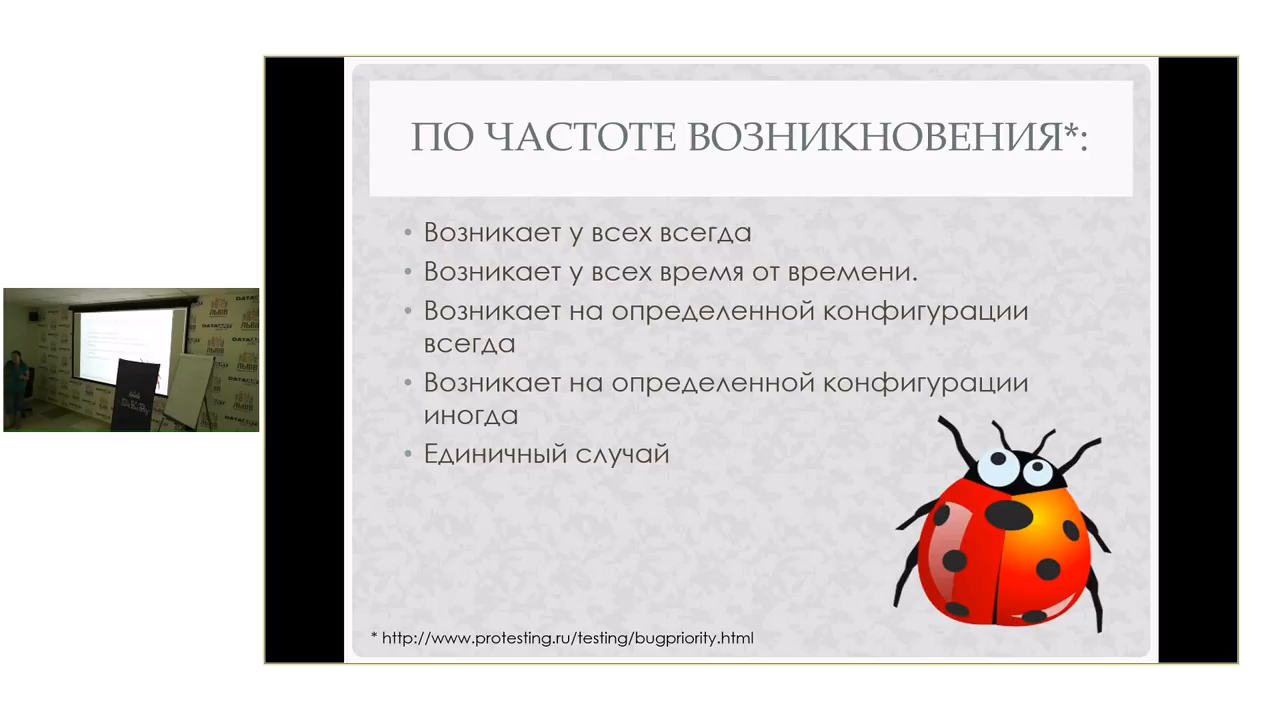 ПО ЧАСТОТЕ ВОЗНИКНОВЕНИЯ*:
• Возникает у всех всегда
• Возникает у всех время от времени.
• Возникает на определенной конфигурации
всегда
• Возникает на определенной конфигурации
иногда
• Единичный случай
* http://www.protesting.ru/testing/bugpriority.html